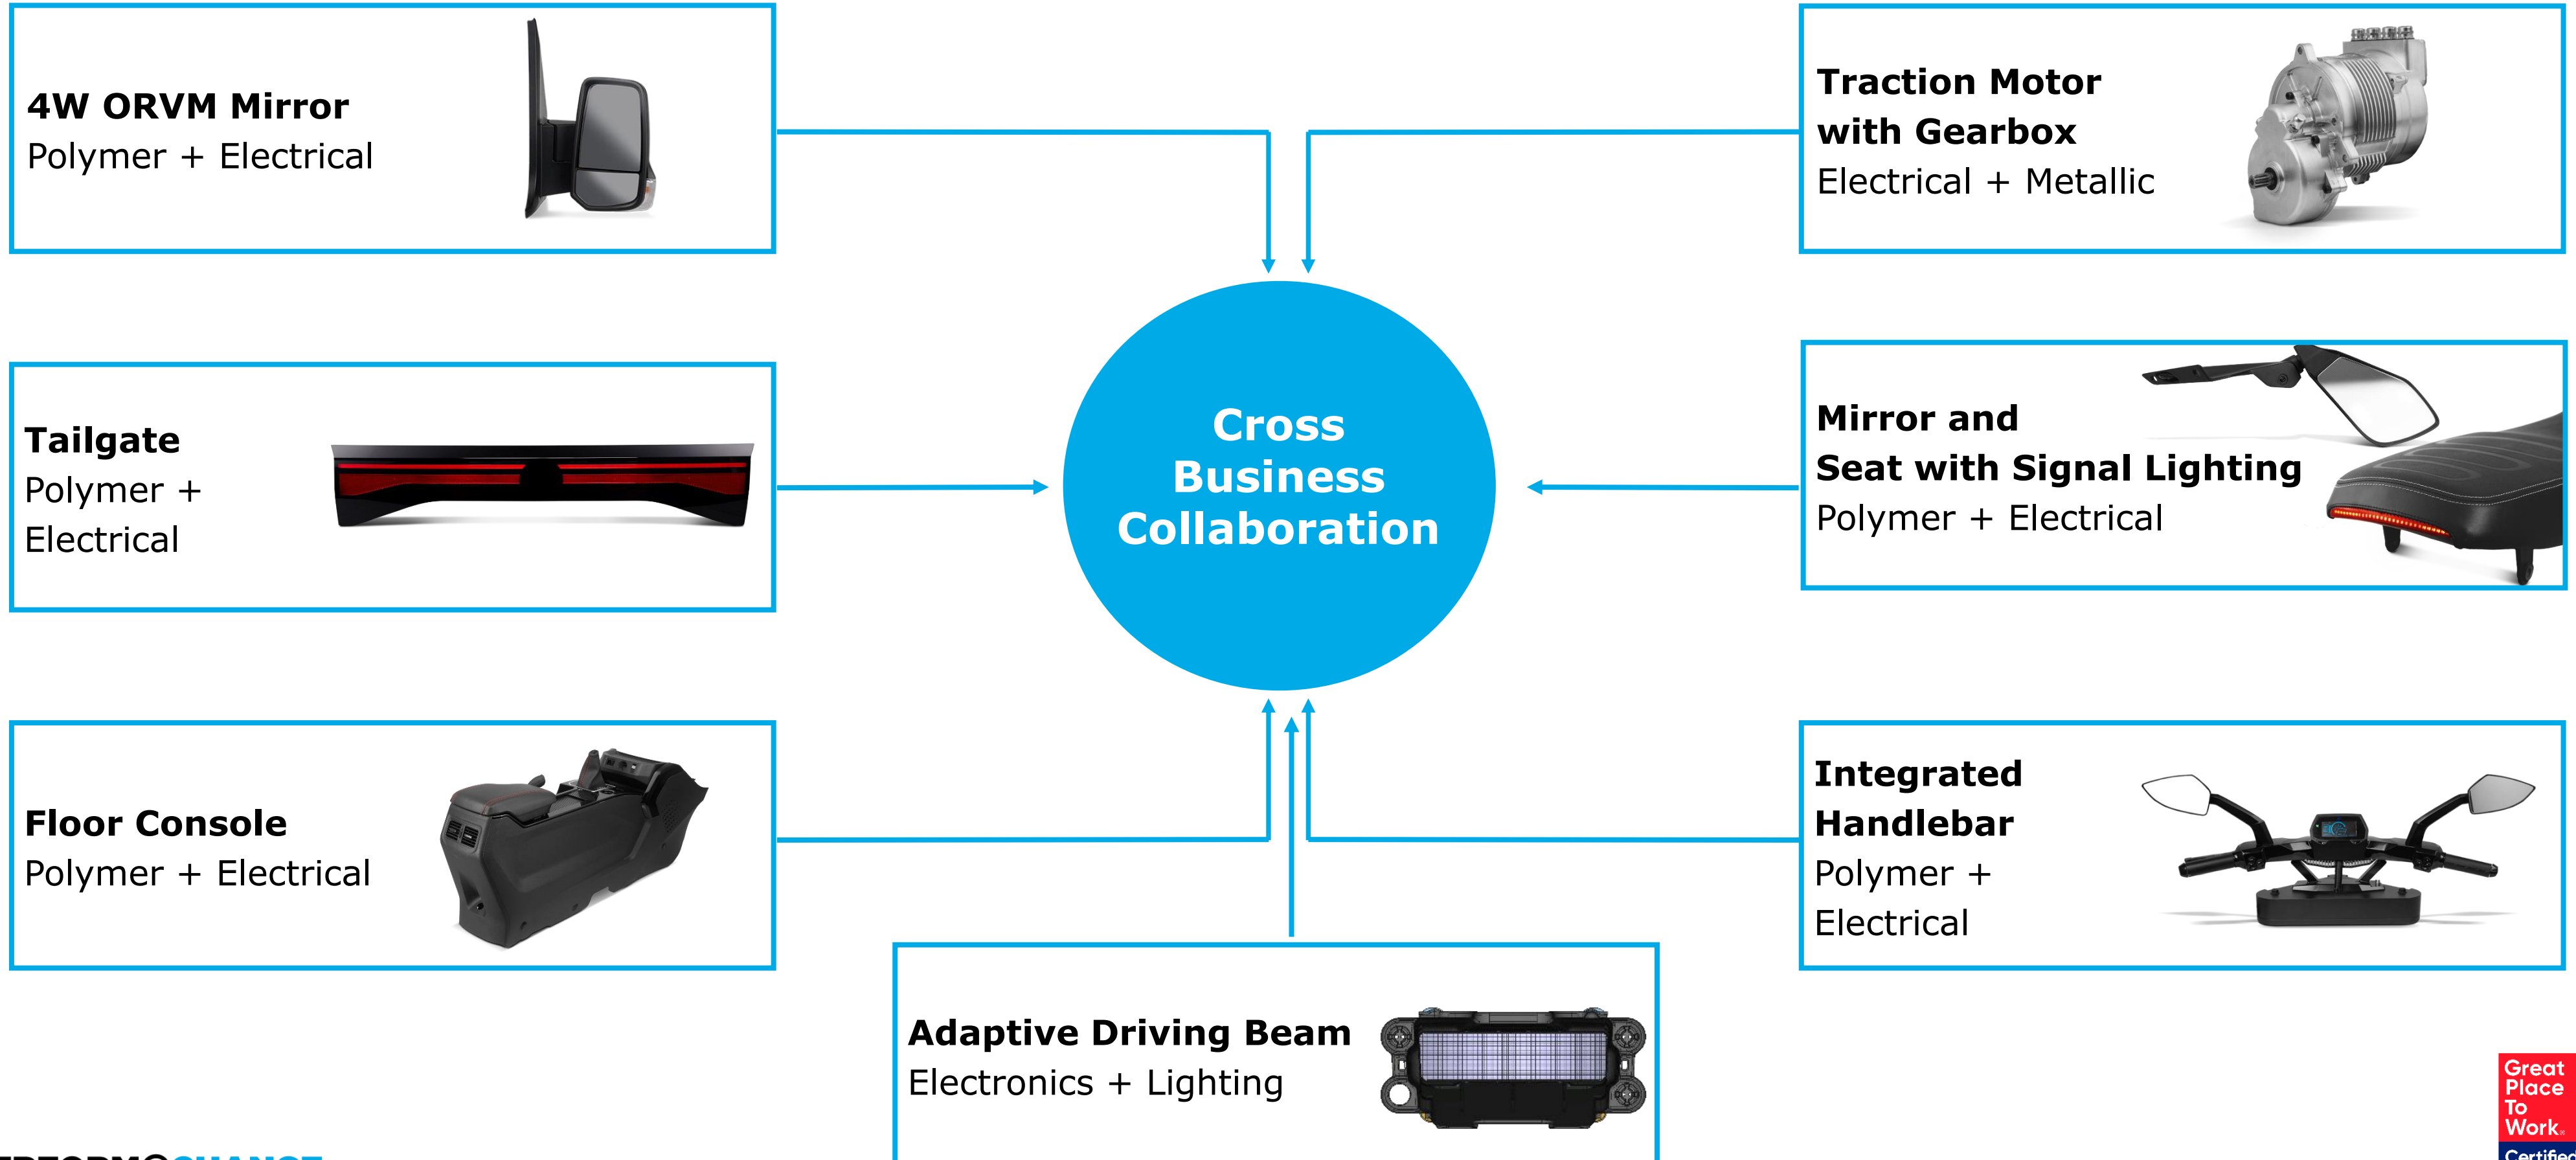 4W ORVM Mirror
Polymer + Electrical
Traction Motor
with Gearbox
Electrical + Metallic
Tailgate
Polymer +
Electrical
Cross
Business
Collaboration
Mirror and
Seat with Signal Lighting
Polymer + Electrical
Floor Console
Polymer + Electrical
Integrated
Handlebar
Polymer +
Electrical
Adaptive Driving Beam
Electronics + Lighting
Great
Place
To
Work®
Certified